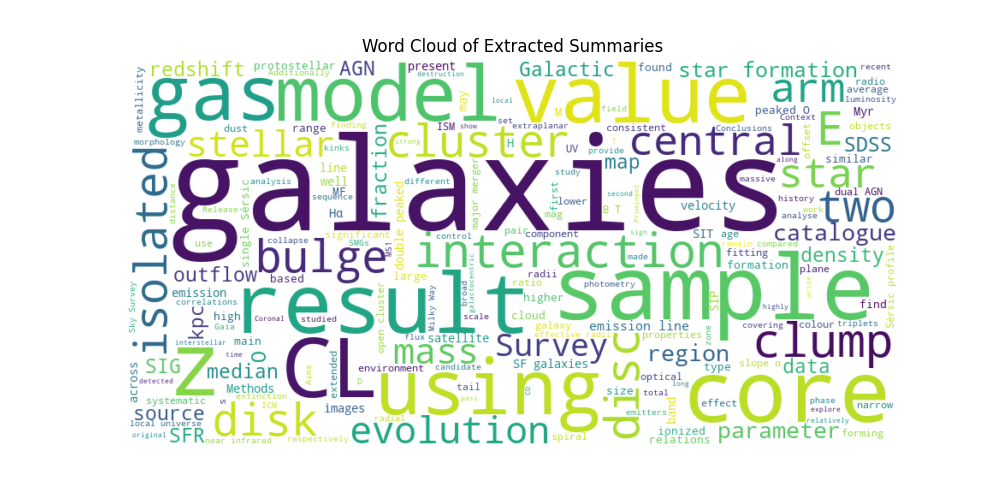 Word Cloud of Extracted Summaries
redshift
protostellar
Additionally
AGN
present
destruction
Galactic
found
star formation
recent
radio
average
luminosity
metallicity
morphology
gas
model
local
may
value
M
field
arm
peaked O
Myr
Context
Conclusions
objects
offset
E
stellar
dust
range
finding
kinks
strong
cluster
ISM
show
set
extraplanar
H
UV
consistent
provide
T
map
central
SDSS
similar
along
star
isolated
galaxies
fraction
line
well
analysis
sequence
MF
Hα
significant
different
major merger
study
first
lower
mag
B T
pair
component
velocity
second
Prominent
sign
massive
dual AGN
history
analyse
work
two
catalogue
distance
Release
use
single Sérsic
collapse
SMGs
M51
double peaked
control
interaction
made
SIT age
remain
compared
fitting
density
formation
plane
bulge
outflow
based
large
galactocentric
broad
radii
ratio
photometry
highly
arise
find
Sérsic profile
Sky Survey
emission
correlations
high
Gaia
kpc
Coronal
studied
result
open cluster
Milky Way
flux
scale
higher
cloud
sample
SIP
covering
colour
triplets
zone
interstellar
main
time
O
median
across
SIG
Z
detected
Methods
CL
extended
Aims
environment
mass
satellite
candidate
galaxy
effective radii
emission line
properties
Survey
SF galaxies
region
type
slope α
clump
data
s
extinction
ICM
D
using
tail
pass
8
disc
size
optical
long
effect
total
core
phase
explore
narrow
relatively
systematic
source
local universe
original
SFR
disk
near infrared
respectively
images
radial
evolution
spiral
emitters
band
ionized
relations
parameter
forming